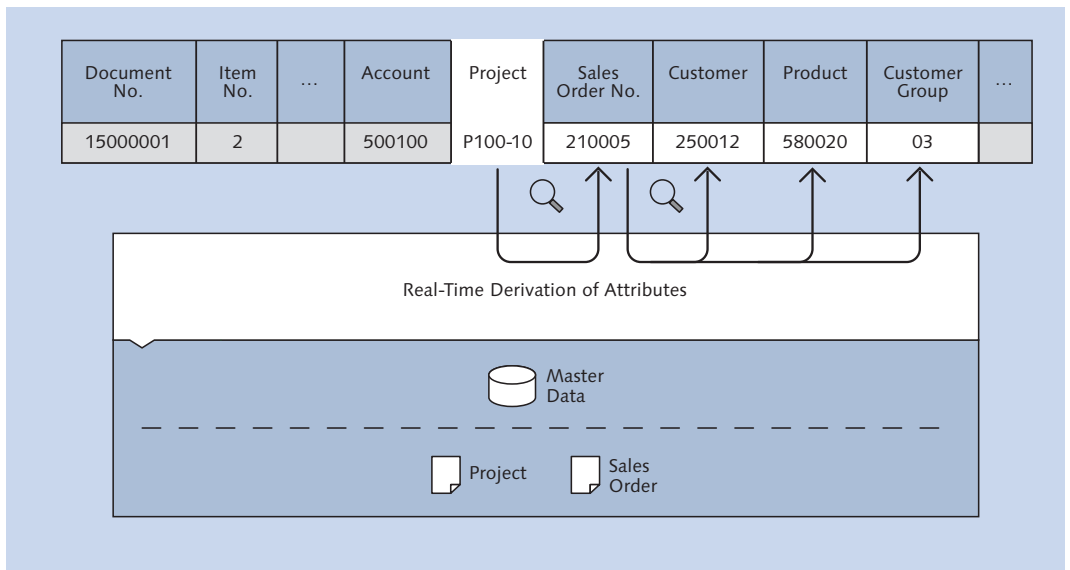 Document No. Item No. ... Account Project Sales Order No. Customer Product Customer Group ...
15000001 2 500100 P100-10 210005 250012 580020 03
Real-Time Derivation of Attributes
Master
Data
Project
Sales
Order